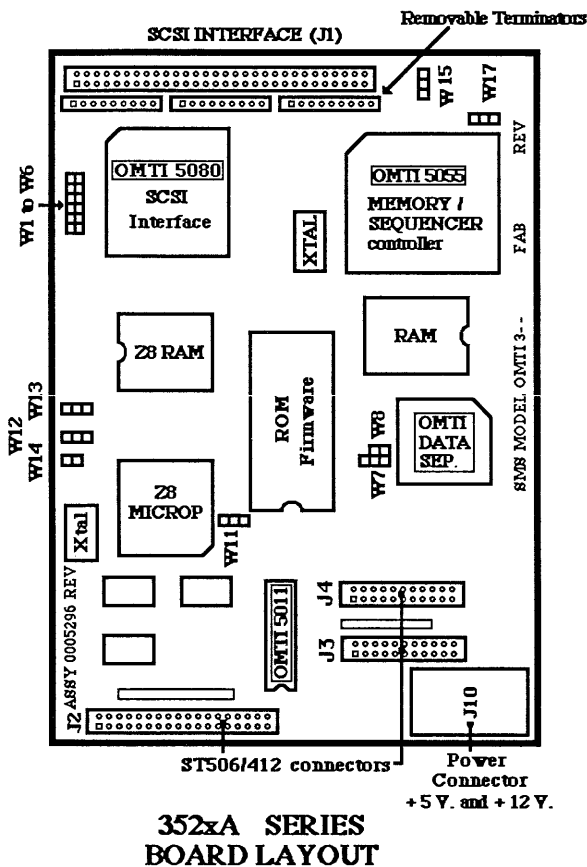 Removable Terminators
SCSI INTERFACE (J1)
W 15
W17
W1 to W6
OMTI 5080
SCSI
Interface
XTAL
OMTI 5055
MEMORY /
SEQUENCER
controller
REV
FAB
SMS MODEL OMTI 3--
Z8 RAM
ROM
Firmware
RAM
W13
W12
W14
W8
W7
OMTI
DATA
SEP.
Xtal
Z8
MICROP
W11
ASSY 0005296 REV
OMTI 5011
J4
J3
J2
J10
ST506/412 connectors
Power
Connector
+5 V. and + 12 V.
352xA SERIES
BOARD LAYOUT